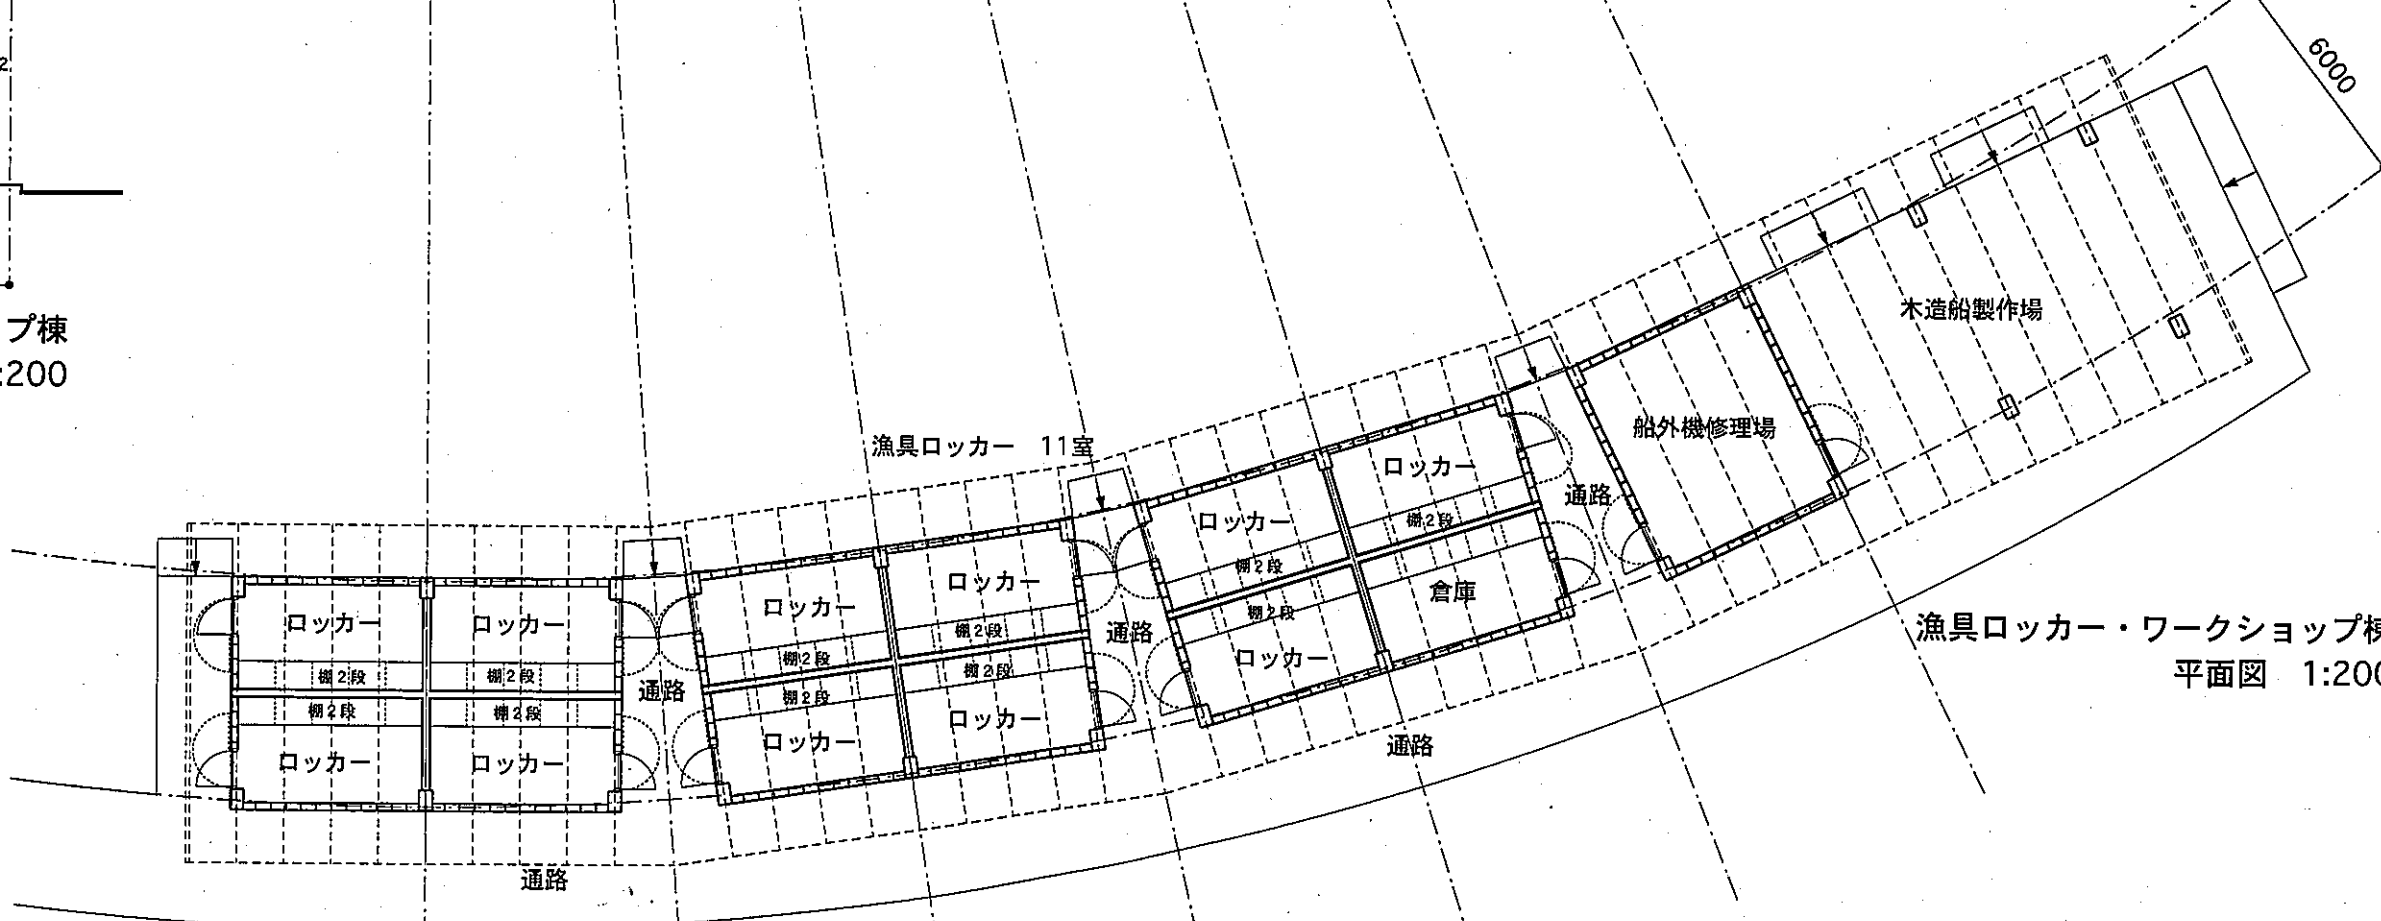 2
プ棟
:200
6000
木造船製作場
船外機修理場
漁具ロッカー 11室
ロッカー
ロッカー
通路
ロッカー
棚2段
棚2段
倉庫
棚2段
ロッカー
ロッカー
ロッカー
通路
棚2段
棚2段
棚2段
棚2段
ロッカー
ロッカー
ロッカー
ロッカー
通路
棚2段
棚2段
棚2段
棚2段
ロッカー
ロッカー
通路
通路
漁具ロッカー・ワークショップ棟
平面図 1:200